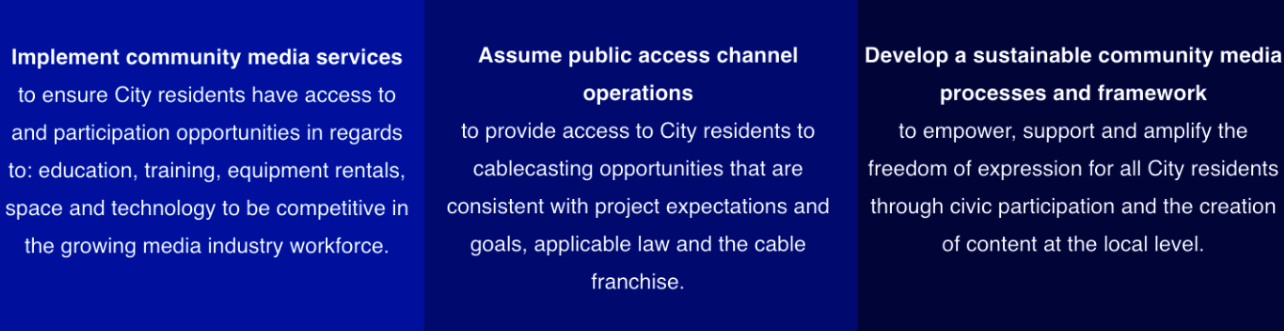 Implement community media services
to ensure City residents have access to
and participation opportunities in regards
to: education, training, equipment rentals,
space and technology to be competitive in
the growing media industry workforce.
Assume public access channel
operations
to provide access to City residents to
cablecasting opportunities that are
consistent with project expectations and
goals, applicable law and the cable
franchise.
Develop a sustainable community media
processes and framework
to empower, support and amplify the
freedom of expression for all City residents
through civic participation and the creation
of content at the local level.